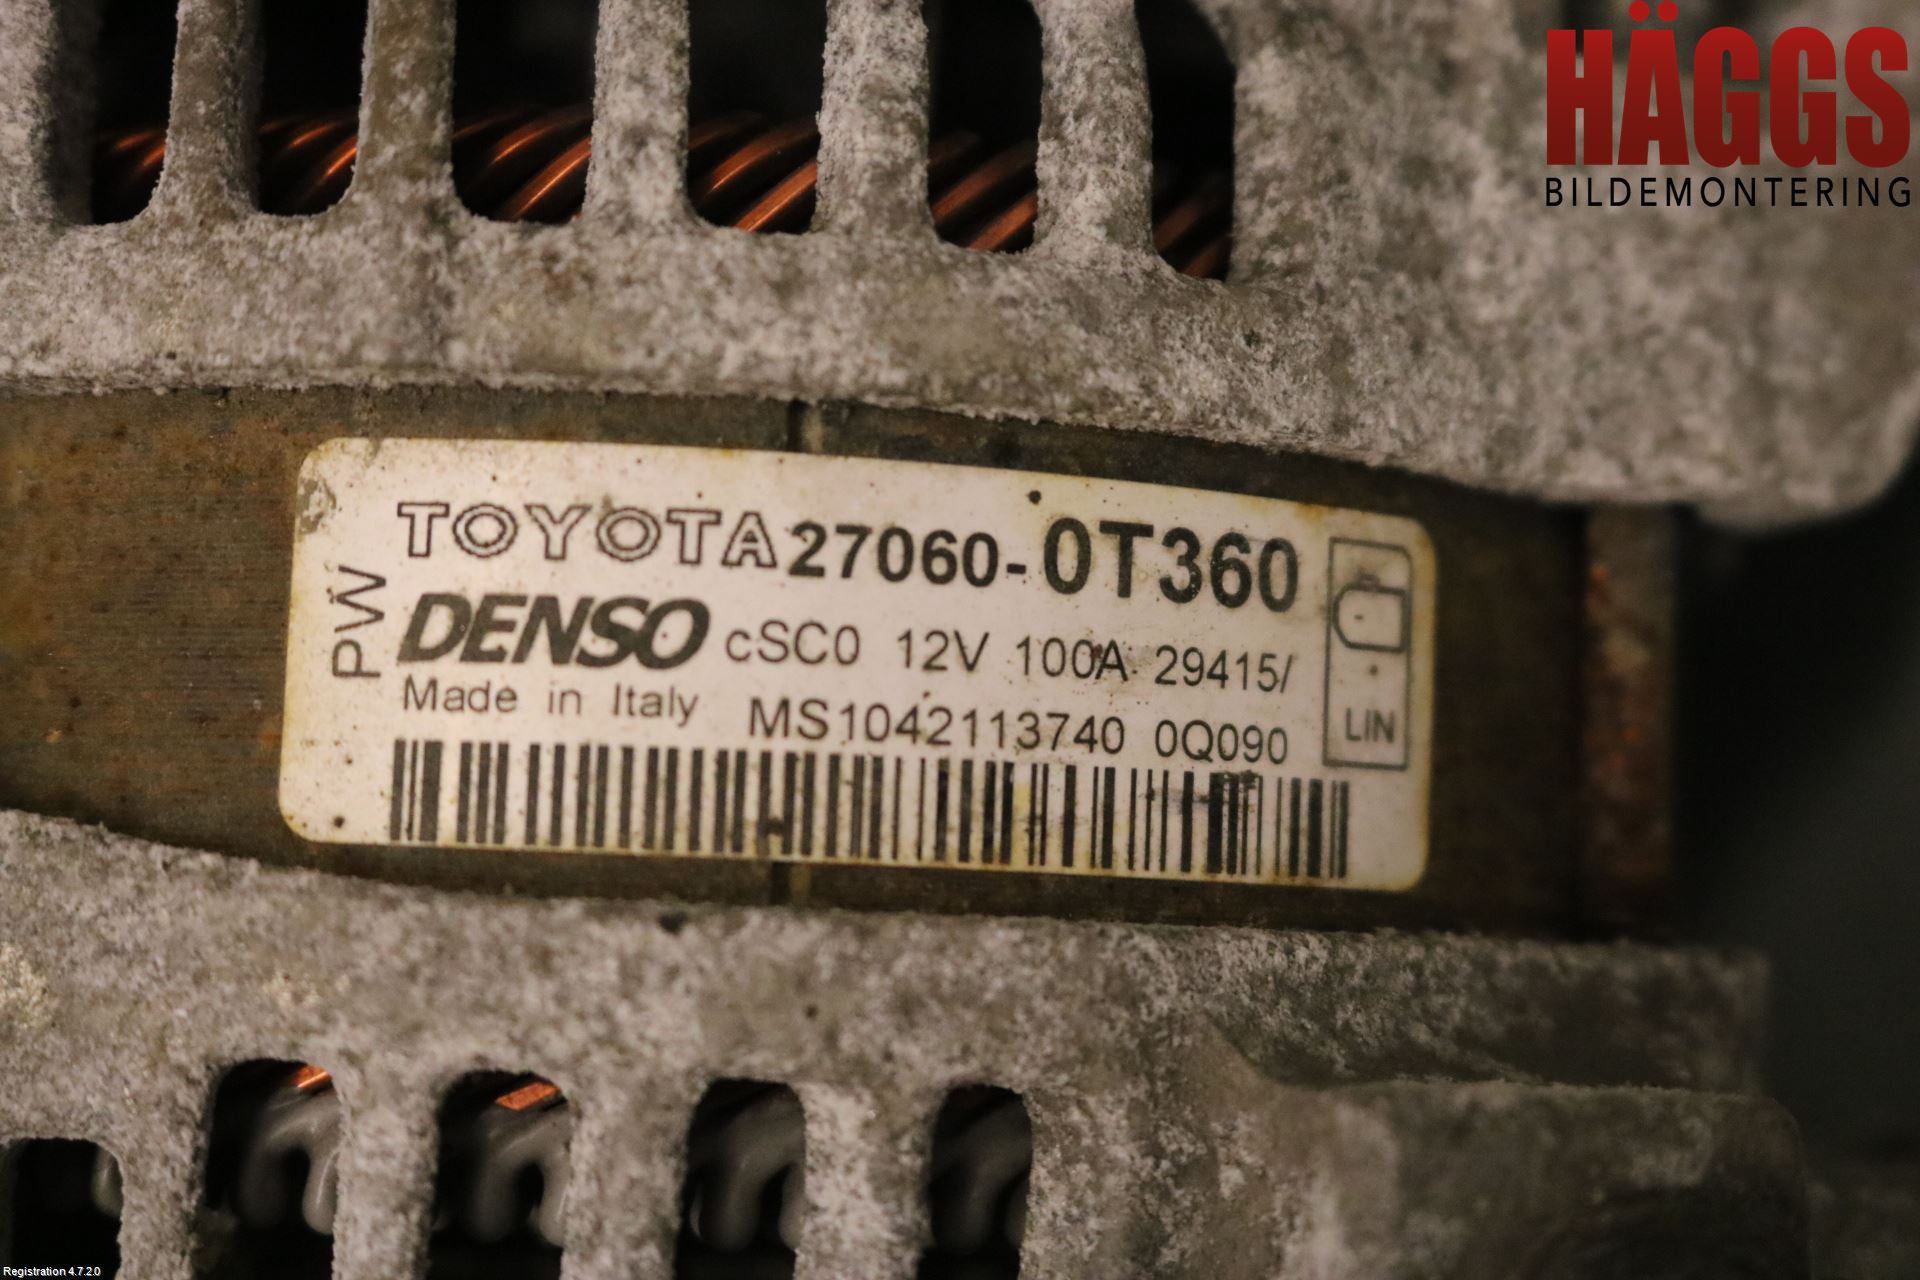 HÄGGS
BILDEMONTERING
PW
TOYOTA 27060-0T360
DENSO cSC0 12V 100A 29415/
Made in Italy MS1042113740 0Q090
LIN
Registration 4.7.2.0